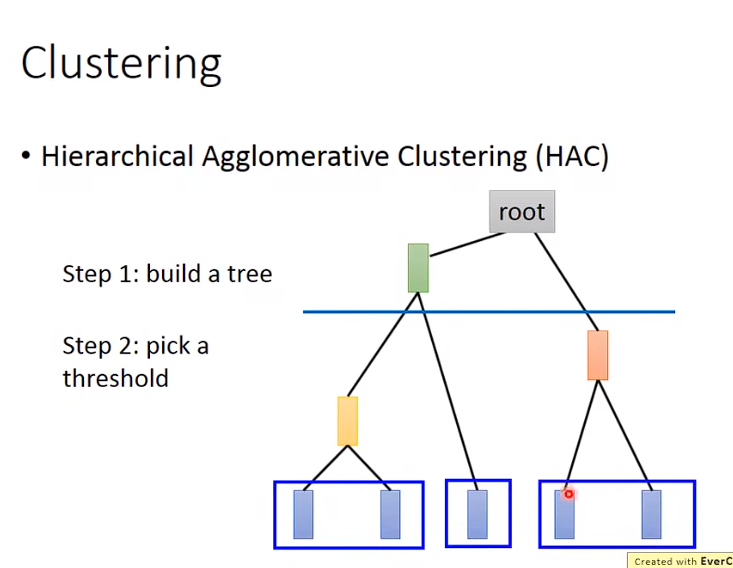 Clustering
• Hierarchical Agglomerative Clustering (HAC)
root
Step 1: build a tree
Step 2: pick a
threshold
Created with EverC